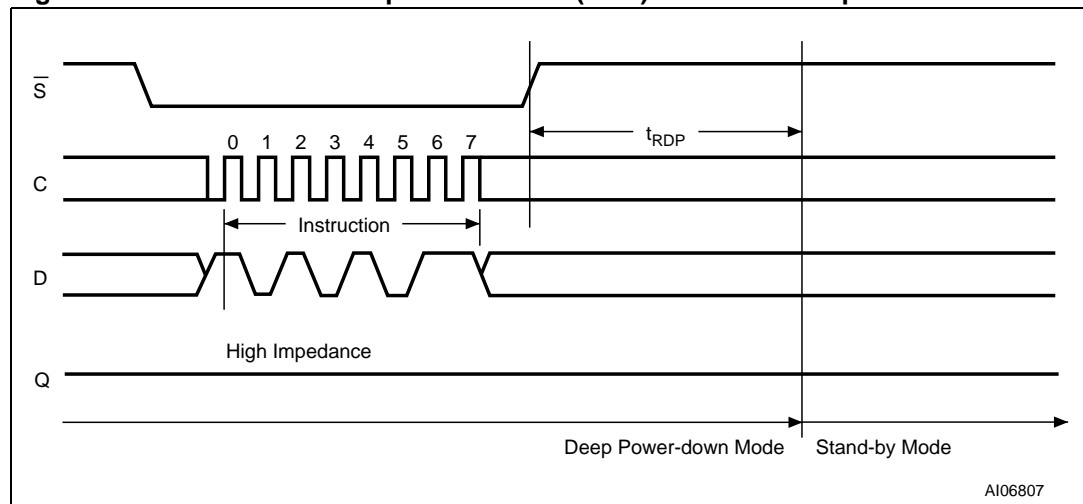 S
tRDP
0 1 2 3 4 5 6 7
C
Instruction
D
High Impedance
Q
Deep Power-down Mode Stand-by Mode
AI06807